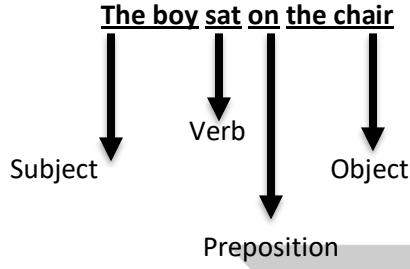 The boy sat on the chair
Verb
Subject
Object
Preposition